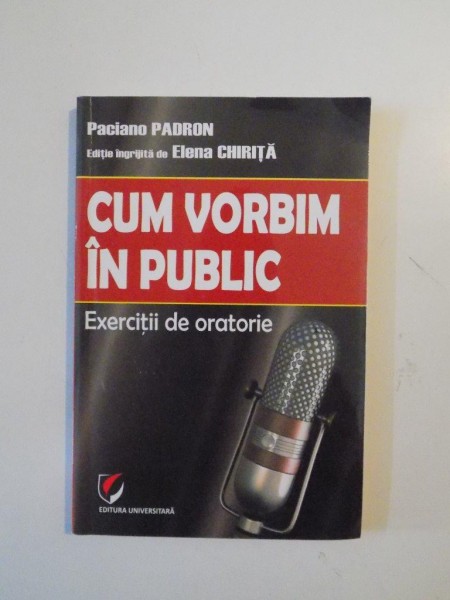 Paciano PADRON
Ediție îngrijită de Elena CHIRIȚĂ
CUM VORBIM
ÎN PUBLIC
Exerciții de oratorie
EDITURA UNIVERSITARĂ